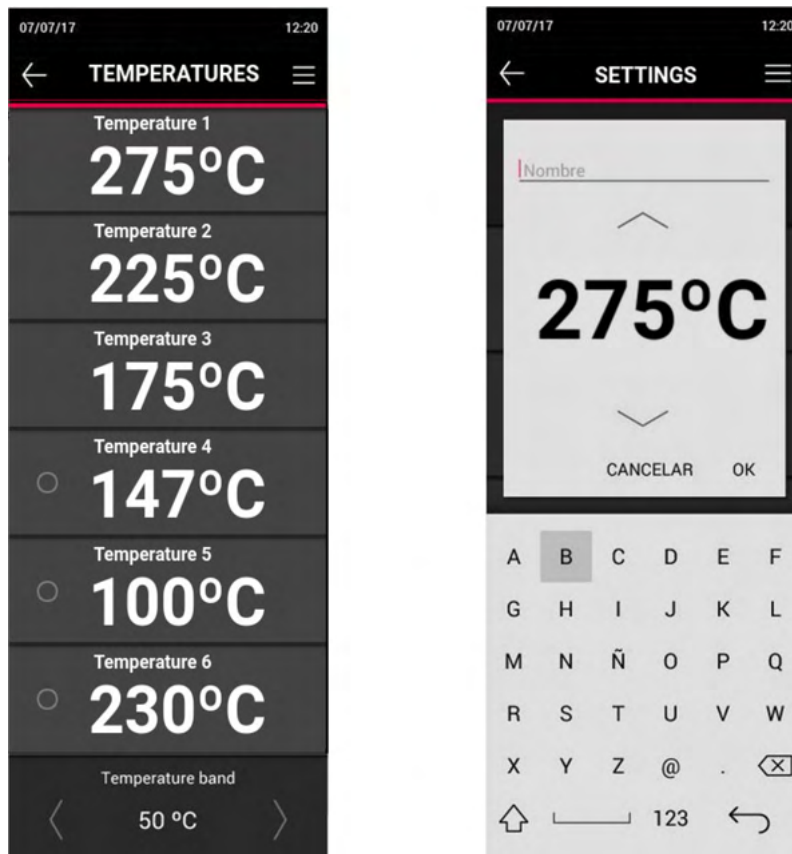 07/07/17 12:20
TEMPERATURES
Temperature 1
275ºC
Temperature 2
225ºC
Temperature 3
175ºC
Temperature 4
147ºC
Temperature 5
100ºC
Temperature 6
230ºC
Temperature band
50 ºC
07/07/17 12:20
SETTINGS
Nombre
275ºC
CANCELAR OK
A B C D E F
G H I J K L
M N Ñ O P Q
R S T U V W
X Y Z @ .
123